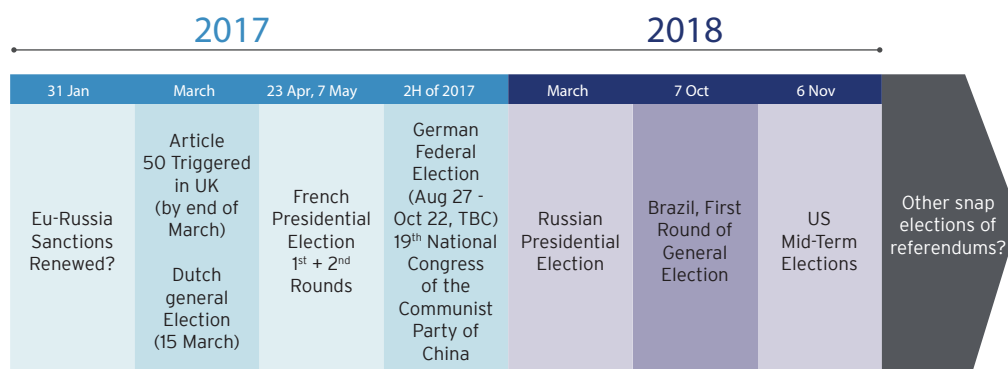 2017
2018
31 Jan
March
23 Apr, 7 May
2H of 2017
March
7 Oct
6 Nov
Eu-Russia
Sanctions
Renewed?
Article
50 Triggered
in UK
(by end of
March)
Dutch
general
Election
(15 March)
French
Presidential
Election
1st + 2nd
Rounds
German
Federal
Election
(Aug 27 -
Oct 22, TBC)
19th National
Congress
of the
Communist
Party of
China
Russian
Presidential
Election
Brazil, First
Round of
General
Election
US
Mid-Term
Elections
Other snap
elections of
referendums?